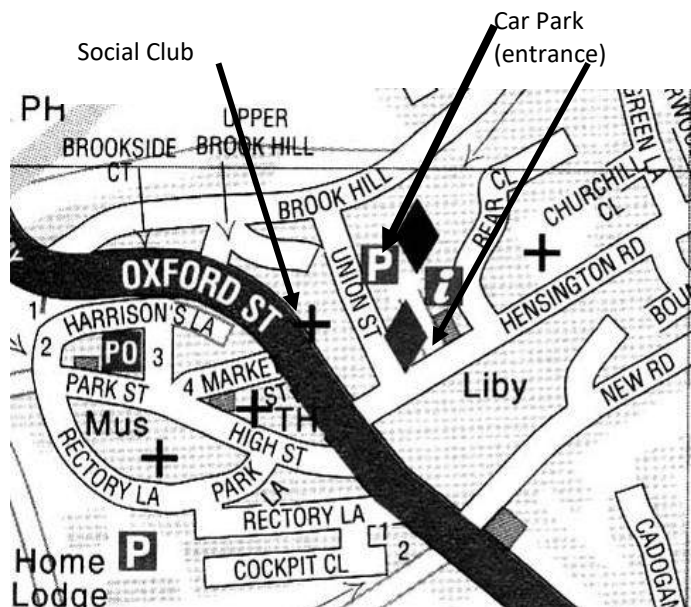 Social Club
Car Park
(entrance)
PH
BROOKSIDE
CT
UPPER
BROOK HILL
BROOK HILL
GREEN LA
CHURCHILL
CL
REAR CL
P
i
UNION ST
HENSINGTON RD
OXFORD ST
1
HARRISON'S LA
2
PO
3
PARK ST
4
MARKET
ST
TH
Liby
NEW RD
Mus
HIGH ST
RECTORY LA
PARK
LA
RECTORY LA
1
2
P
COCKPIT CL
Home
Lodge